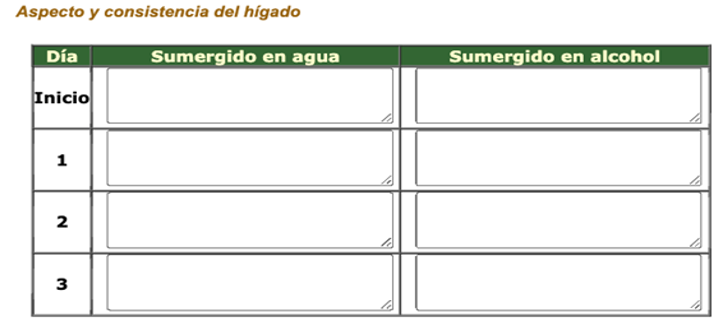 Aspecto y consistencia del hígado
Día Sumergido en agua Sumergido en alcohol
Inicio
1
2
3